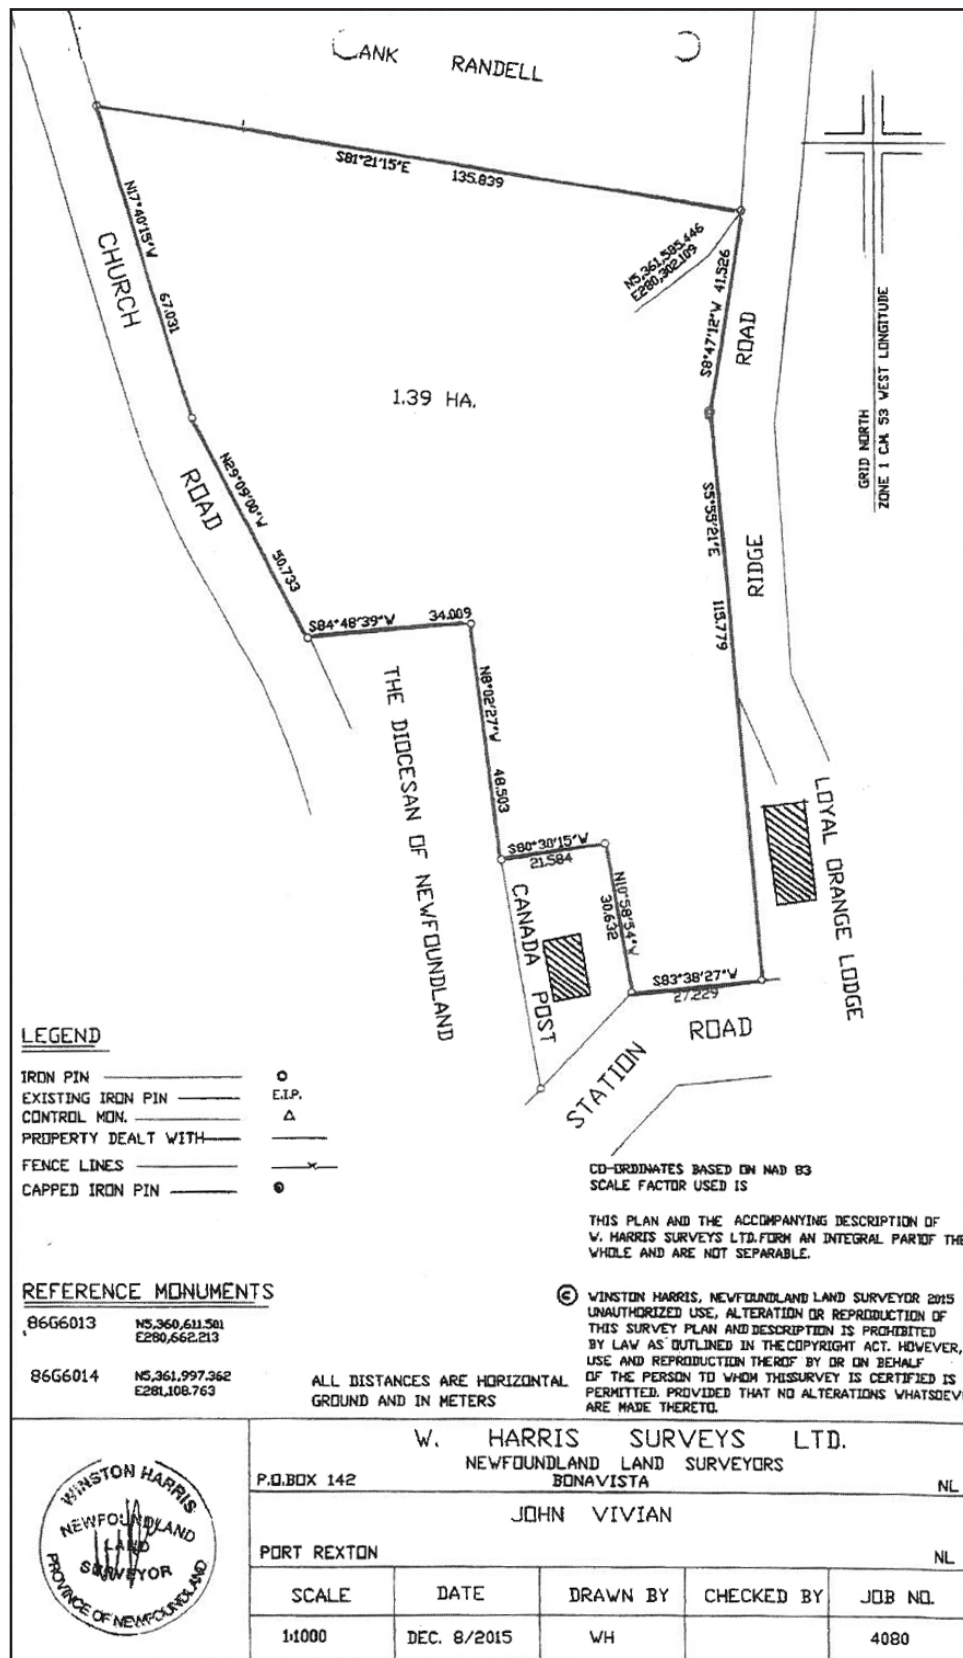 ANK RANDELL
S81°21'15"E 135.839
N17°40'15"W 67.031
CHURCH
ROAD
N5,361,585.446
E280,302.109
S8°47'12"W 41.526
ROAD
RIDGE
GRID NORTH
ZONE 1 C.M. 53 WEST LONGITUDE
1.39 HA.
N29°09'00"W 50.733
115.779
S84°48'39"W 34.009
N8°02'27"W 48.503
THE DIOCESAN OF NEWFOUNDLAND
S80°30'15"W
21.584
N10°58'54"W
30.632
CANADA POST
LOYAL ORANGE LODGE
S83°38'27"W
27.229
STATION ROAD
LEGEND
IRON PIN
EXISTING IRON PIN E.I.P.
CONTROL MON.
PROPERTY DEALT WITH
FENCE LINES
CAPPED IRON PIN
CO-ORDINATES BASED ON NAD 83
SCALE FACTOR USED IS
THIS PLAN AND THE ACCOMPANYING DESCRIPTION OF
W. HARRIS SURVEYS LTD.FORM AN INTEGRAL PARTOF THE
WHOLE AND ARE NOT SEPARABLE.
REFERENCE MONUMENTS
86G6013 N5,360,611.501
E280,662.213
86G6014 N5,361,997.362
E281,108.763
ALL DISTANCES ARE HORIZONTAL
GROUND AND IN METERS
© WINSTON HARRIS, NEWFOUNDLAND LAND SURVEYOR 2015
UNAUTHORIZED USE, ALTERATION OR REPRODUCTION OF
THIS SURVEY PLAN AND DESCRIPTION IS PROHIBITED
BY LAW AS OUTLINED IN THECOPYRIGHT ACT. HOWEVER,
USE AND REPRODUCTION THEROF BY OR ON BEHALF
OF THE PERSON TO WHOM THISURVEY IS CERTIFIED IS
PERMITTED. PROVIDED THAT NO ALTERATIONS WHATSOEV
ARE MADE THERETO.
WINSTON HARRIS
NEWFOUNDLAND
LAND
SURVEYOR
PROVINCE OF NEWFOUNDLAND
W. HARRIS SURVEYS LTD.
NEWFOUNDLAND LAND SURVEYORS
P.O.BOX 142 BONAVISTA NL
JOHN VIVIAN
PORT REXTON NL
SCALE DATE DRAWN BY CHECKED BY JOB NO.
1:1000 DEC. 8/2015 WH 4080